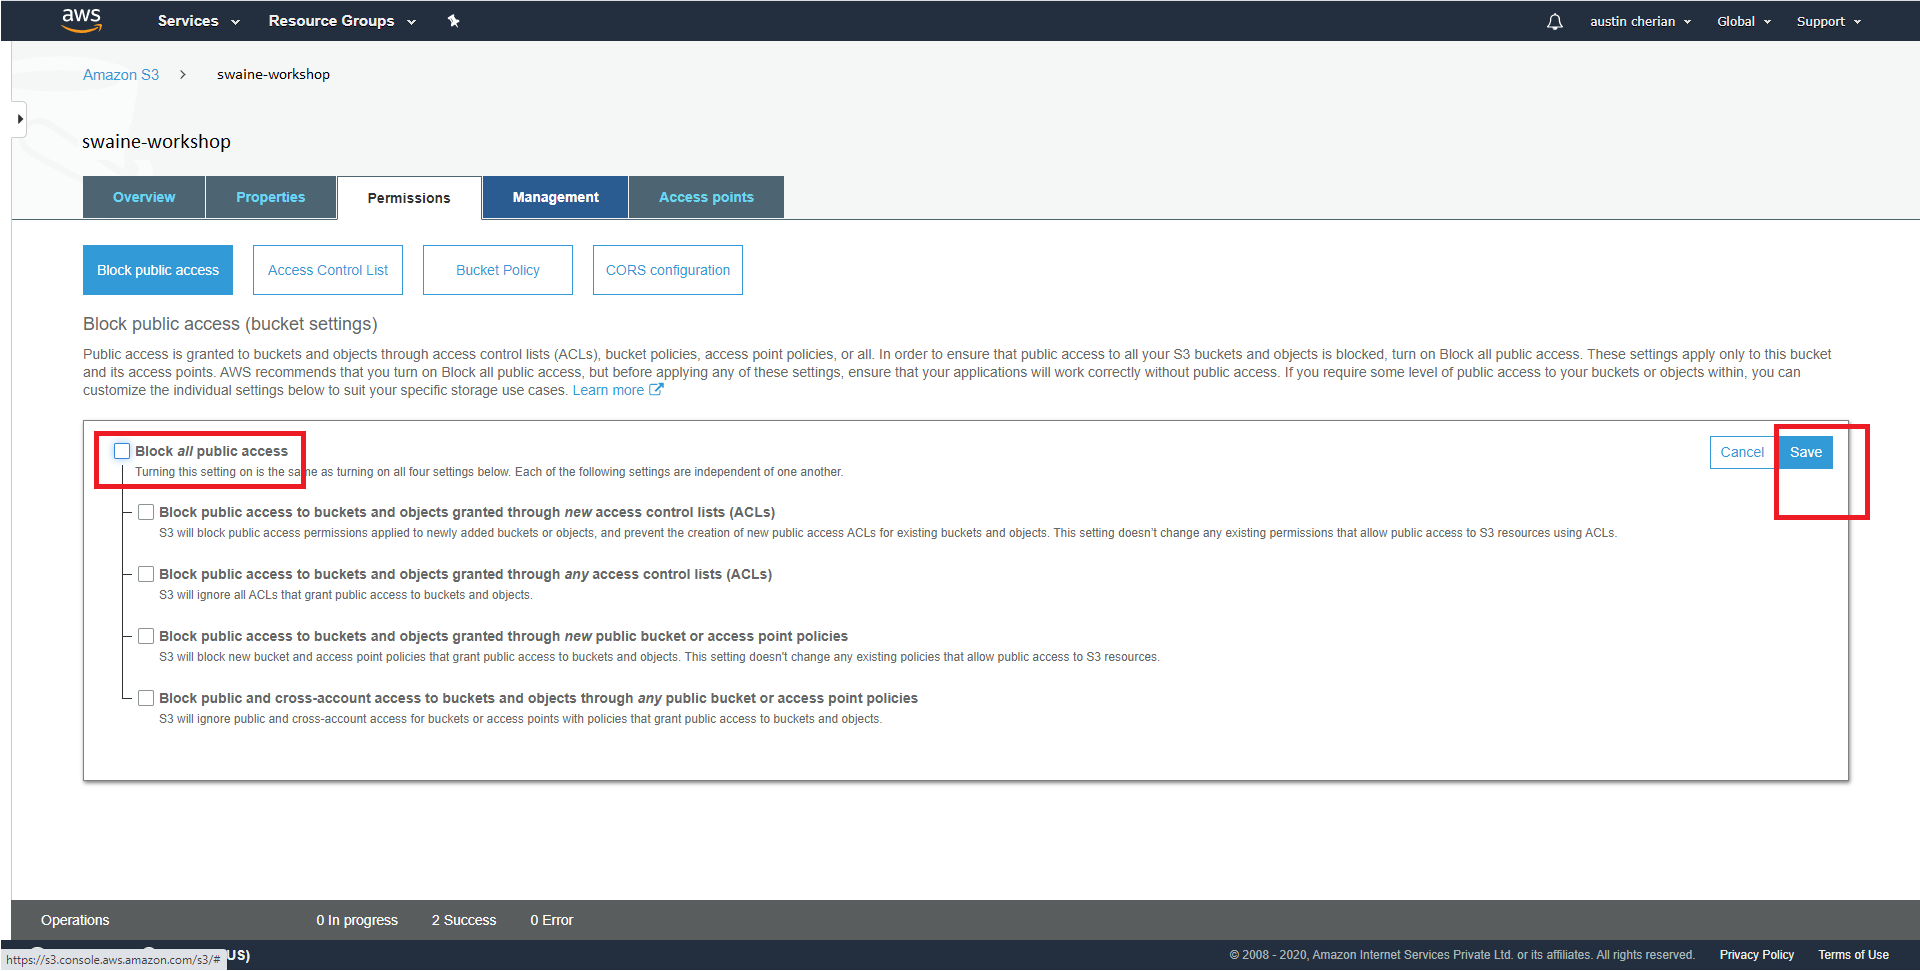 aws Services Resource Groups austin cherian Global Support
Amazon S3 swaine-workshop
swaine-workshop
Overview Properties Permissions Management Access points
Block public access Access Control List Bucket Policy CORS configuration
Block public access (bucket settings)
Public access is granted to buckets and objects through access control lists (ACLs), bucket policies, access point policies, or all. In order to ensure that public access to all your S3 buckets and objects is blocked, turn on Block all public access. These settings apply only to this bucket
and its access points. AWS recommends that you turn on Block all public access, but before applying any of these settings, ensure that your applications will work correctly without public access. If you require some level of public access to your buckets or objects within, you can
customize the individual settings below to suit your specific storage use cases. Learn more
Block all public access Cancel Save
Turning this setting on is the same as turning on all four settings below. Each of the following settings are independent of one another.
Block public access to buckets and objects granted through new access control lists (ACLs)
S3 will block public access permissions applied to newly added buckets or objects, and prevent the creation of new public access ACLs for existing buckets and objects. This setting doesn't change any existing permissions that allow public access to S3 resources using ACLs.
Block public access to buckets and objects granted through any access control lists (ACLs)
S3 will ignore all ACLs that grant public access to buckets and objects.
Block public access to buckets and objects granted through new public bucket or access point policies
S3 will block new bucket and access point policies that grant public access to buckets and objects. This setting doesn't change any existing policies that allow public access to S3 resources.
Block public and cross-account access to buckets and objects through any public bucket or access point policies
S3 will ignore public and cross-account access for buckets or access points with policies that grant public access to buckets and objects.
Operations 0 In progress 2 Success 0 Error
https://s3.console.aws.amazon.com/s3/# US) © 2008 - 2020, Amazon Internet Services Private Ltd. or its affiliates. All rights reserved. Privacy Policy Terms of Use